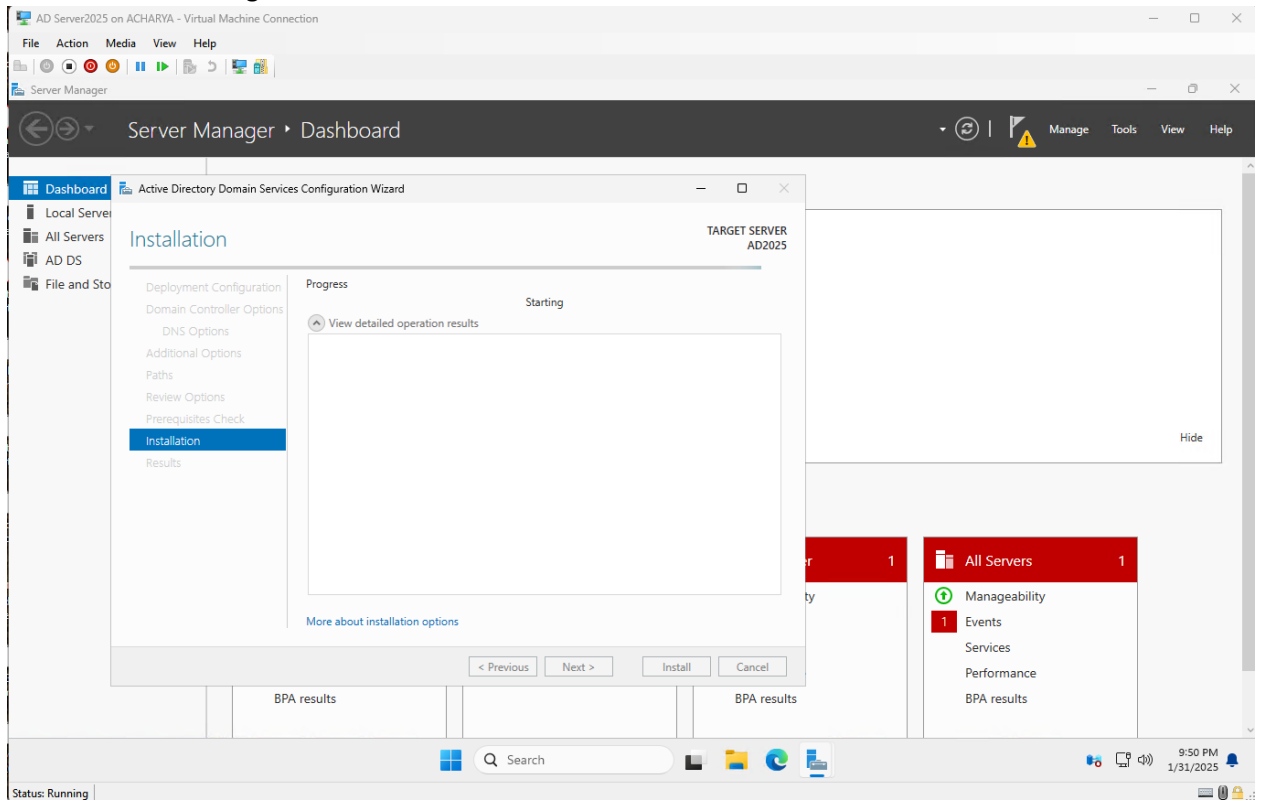 AD Server2025 on ACHARYA - Virtual Machine Connection
File Action Media View Help
Server Manager
Server Manager ‣ Dashboard
Manage Tools View Help
Dashboard
Local Server
All Servers
AD DS
File and Sto
Active Directory Domain Services Configuration Wizard
Installation
TARGET SERVER
AD2025
Deployment Configuration
Domain Controller Options
DNS Options
Additional Options
Paths
Review Options
Prerequisites Check
Installation
Results
Progress
Starting
View detailed operation results
More about installation options
< Previous Next > Install Cancel
Hide
r 1
ty
BPA results
BPA results
All Servers 1
Manageability
1 Events
Services
Performance
BPA results
Search
9:50 PM
1/31/2025
Status: Running